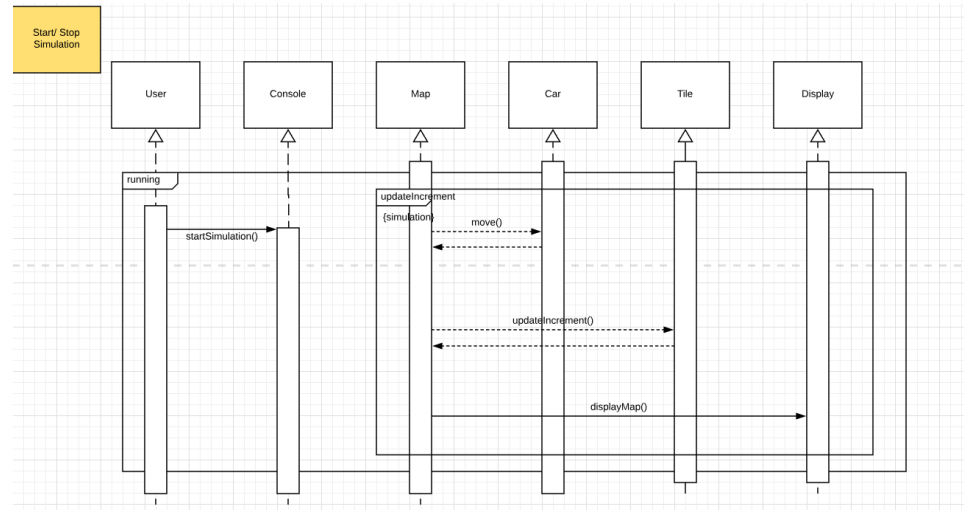 Start/ Stop
Simulation
User
Console
Map
Car
Tile
Display
running
updateIncrement
{simulation}
move()
startSimulation()
updateIncrement()
displayMap()